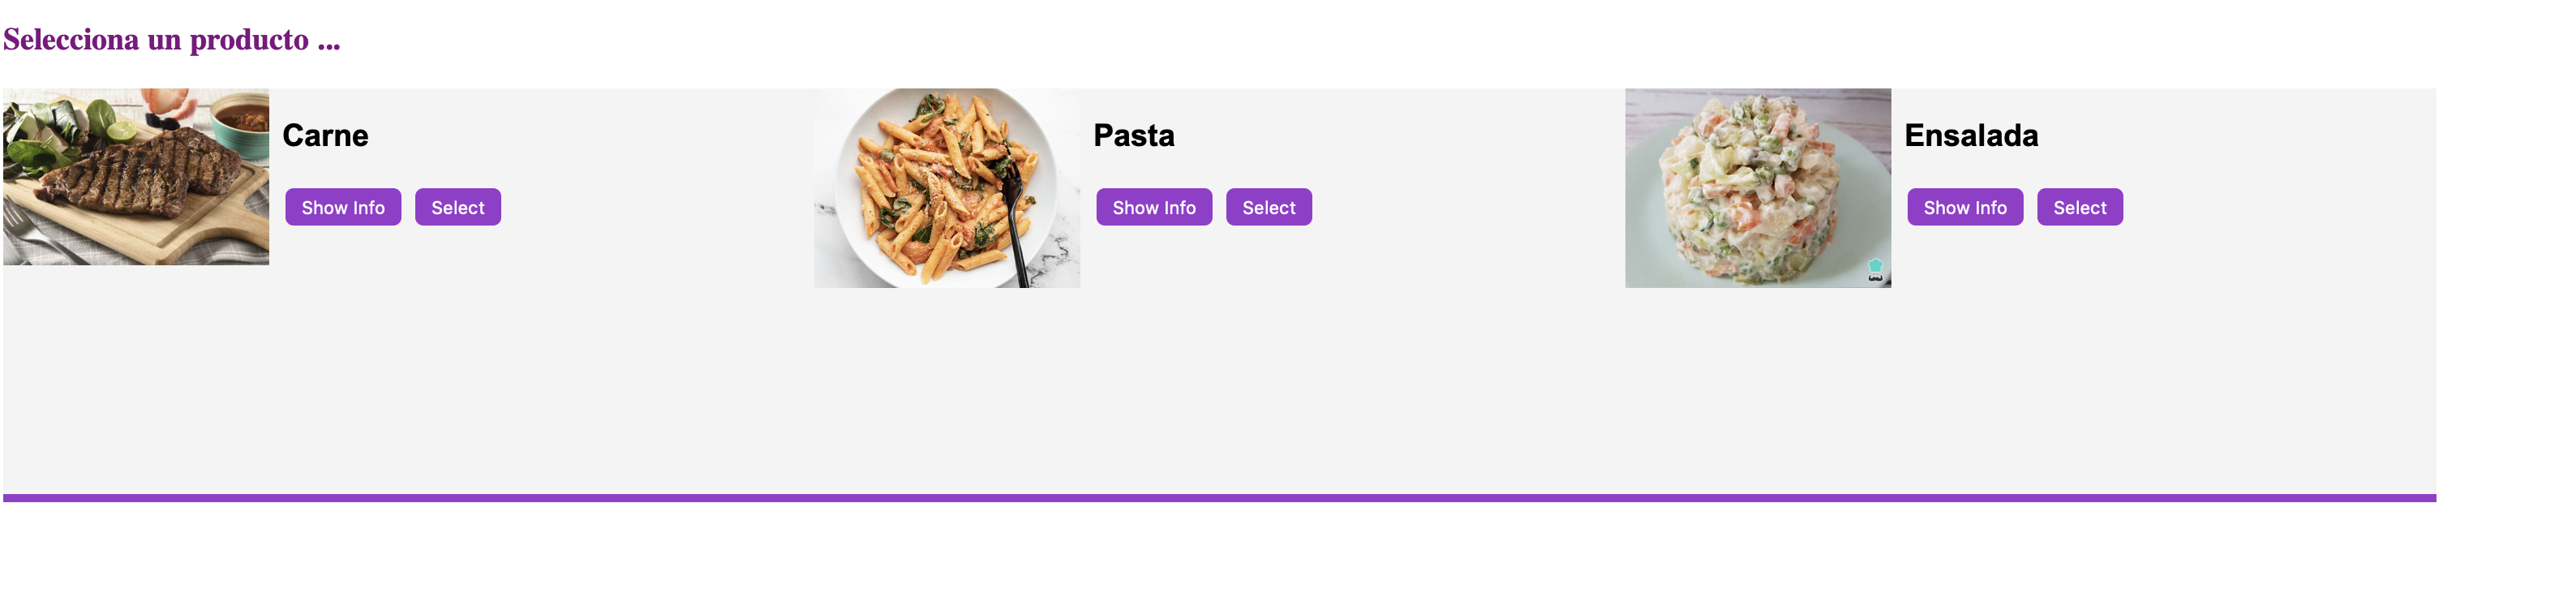 Selecciona un producto ...
Carne
Show Info
Select
Pasta
Show Info
Select
Ensalada
Show Info
Select